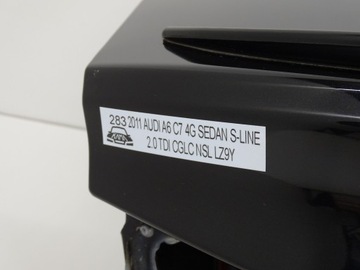 283 2011 AUDI A6 C7 4G SEDAN S-LINE
2.0 TDI CGLC NSL LZ9Y